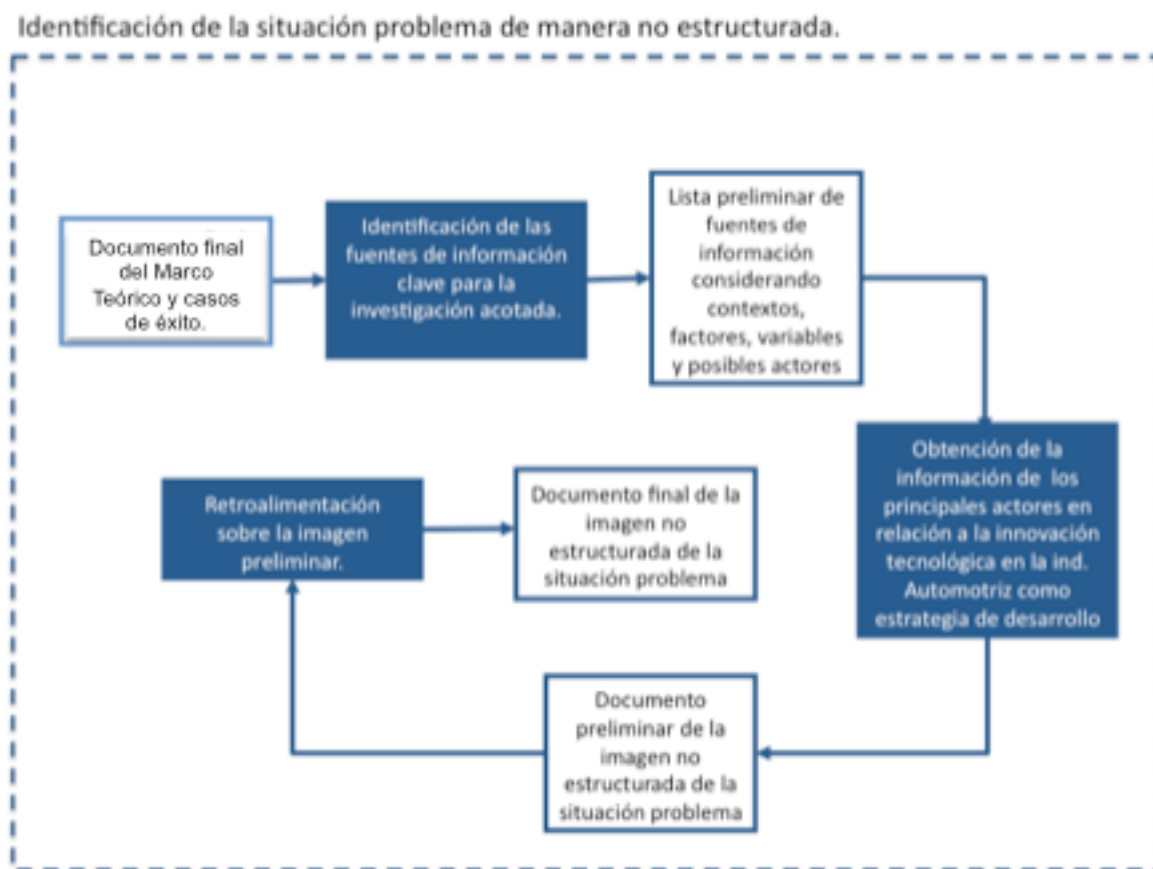 Identificación de la situación problema de manera no estructurada.
Documento final
del Marco
Teórico y casos
de éxito.
Identificación de las
fuentes de información
clave para la
investigación acotada.
Lista preliminar de
fuentes de
información
considerando
contextos,
factores, variables
y posibles actores
Obtención de la
información de los
principales actores en
relación a la innovación
tecnológica en la ind.
Automotriz como
estrategia de desarrollo
Documento
preliminar de la
imagen no
estructurada de la
situación problema
Retroalimentación
sobre la imagen
preliminar.
Documento final de la
imagen no
estructurada de la
situación problema